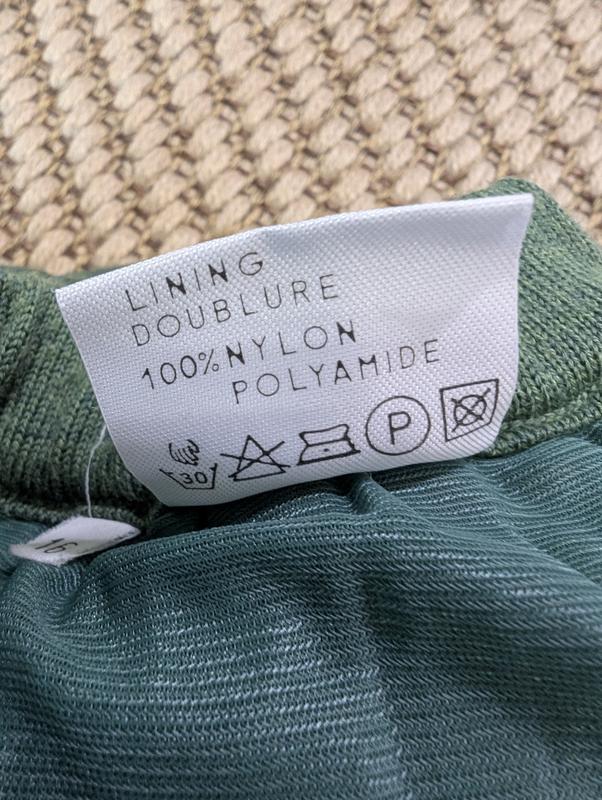 LINING
DOUBLURE
100% NYLON
POLYAMIDE
30
P
16